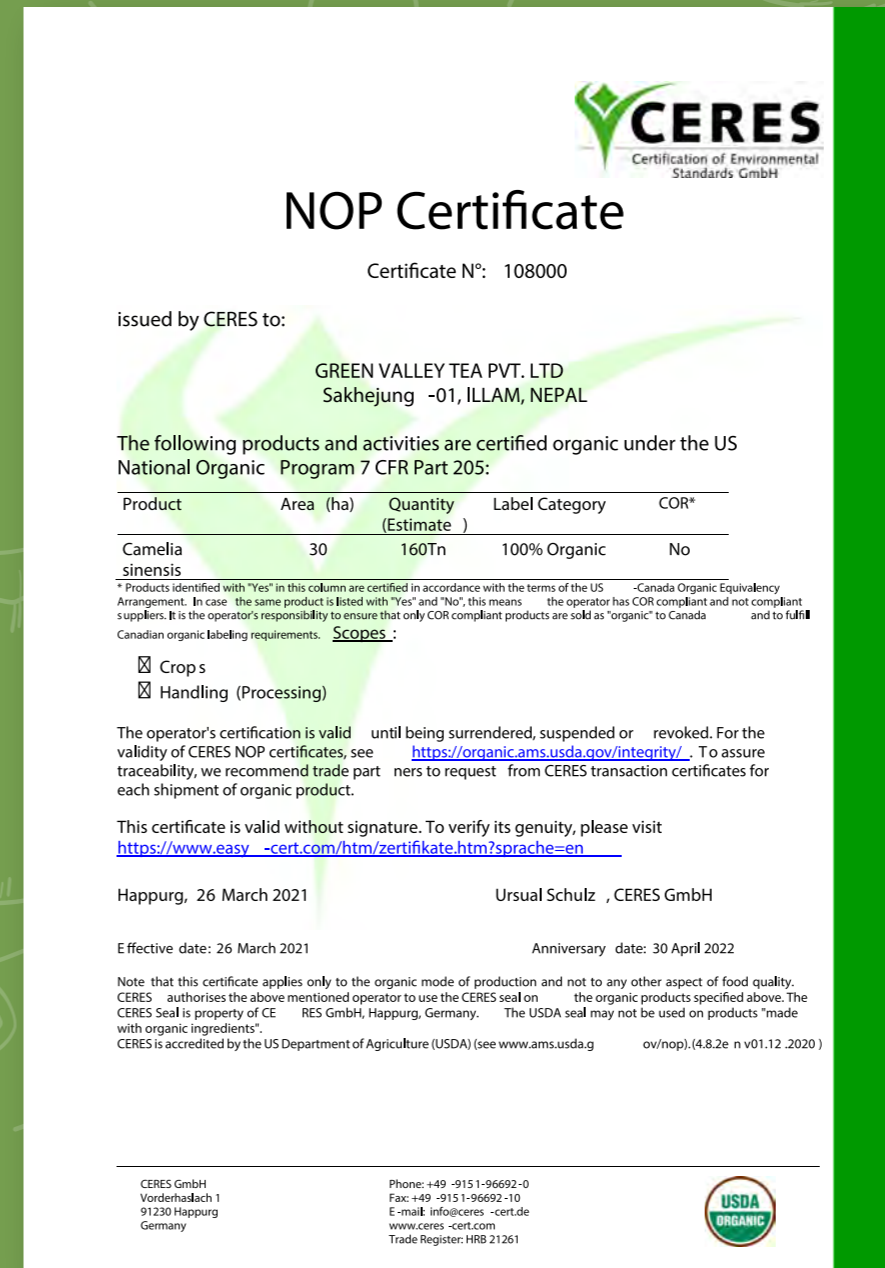 CERES
Certification of Environmental
Standards GmbH
NOP Certificate
Certificate N°: 108000
issued by CERES to:
GREEN VALLEY TEA PVT. LTD
Sakhejung -01, ILLAM, NEPAL
The following products and activities are certified organic under the US
National Organic Program 7 CFR Part 205:
Product Area (ha) Quantity Label Category COR*
(Estimate )
Camelia 30 160Tn 100% Organic No
sinensis
* Products identified with "Yes" in this column are certified in accordance with the terms of the US -Canada Organic Equivalency
Arrangement. In case the same product is listed with "Yes" and "No", this means the operator has COR compliant and not compliant
suppliers. It is the operator's responsibility to ensure that only COR compliant products are sold as "organic" to Canada and to fulfill
Canadian organic labeling requirements. Scopes :
☒ Crops
☒ Handling (Processing)
The operator's certification is valid until being surrendered, suspended or revoked. For the
validity of CERES NOP certificates, see https://organic.ams.usda.gov/integrity/ . To assure
traceability, we recommend trade part ners to request from CERES transaction certificates for
each shipment of organic product.
This certificate is valid without signature. To verify its genuity, please visit
https://www.easy -cert.com/htm/zertifikate.htm?sprache=en
Happurg, 26 March 2021 Ursual Schulz , CERES GmbH
Effective date: 26 March 2021 Anniversary date: 30 April 2022
Note that this certificate applies only to the organic mode of production and not to any other aspect of food quality.
CERES authorises the above mentioned operator to use the CERES seal on the organic products specified above. The
CERES Seal is property of CE RES GmbH, Happurg, Germany. The USDA seal may not be used on products "made
with organic ingredients".
CERES is accredited by the US Department of Agriculture (USDA) (see www.ams.usda.g ov/nop). (4.8.2e n v01.12 .2020 )
CERES GmbH
Vorderhaslach 1
91230 Happurg
Germany
Phone: +49 -915 1-96692-0
Fax: +49 -915 1-96692 -10
E -mail: info@ceres -cert.de
www.ceres -cert.com
Trade Register: HRB 21261
USDA
ORGANIC